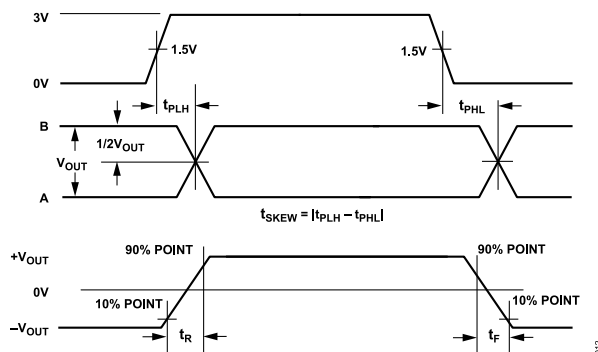 3V
1.5V
1.5V
0V
tPLH
tPHL
B
1/2VOUT
VOUT
A
tSKEW = |tPLH – tPHL|
+VOUT
90% POINT
90% POINT
0V
10% POINT
10% POINT
–VOUT
tR
tF